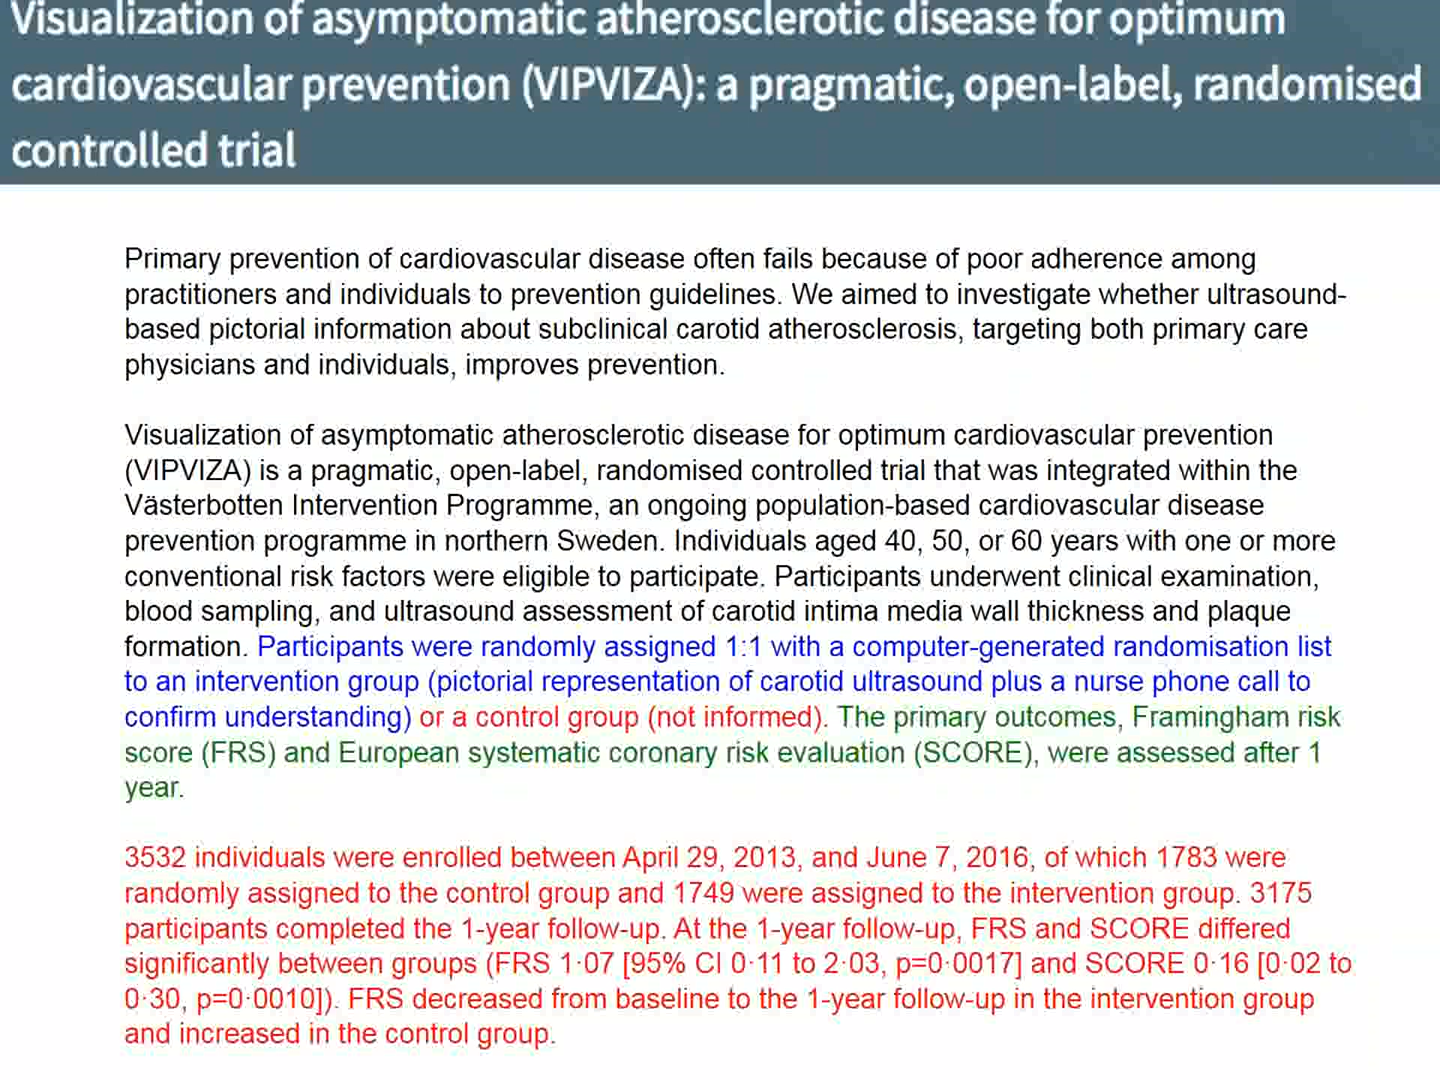 Visualization of asymptomatic atherosclerotic disease for optimum
cardiovascular prevention (VIPVIZA): a pragmatic, open-label, randomised
controlled trial
Primary prevention of cardiovascular disease often fails because of poor adherence among
practitioners and individuals to prevention guidelines. We aimed to investigate whether ultrasound-
based pictorial information about subclinical carotid atherosclerosis, targeting both primary care
physicians and individuals, improves prevention.
Visualization of asymptomatic atherosclerotic disease for optimum cardiovascular prevention
(VIPVIZA) is a pragmatic, open-label, randomised controlled trial that was integrated within the
Västerbotten Intervention Programme, an ongoing population-based cardiovascular disease
prevention programme in northern Sweden. Individuals aged 40, 50, or 60 years with one or more
conventional risk factors were eligible to participate. Participants underwent clinical examination,
blood sampling, and ultrasound assessment of carotid intima media wall thickness and plaque
formation. Participants were randomly assigned 1:1 with a computer-generated randomisation list
to an intervention group (pictorial representation of carotid ultrasound plus a nurse phone call to
confirm understanding) or a control group (not informed). The primary outcomes, Framingham risk
score (FRS) and European systematic coronary risk evaluation (SCORE), were assessed after 1
year.
3532 individuals were enrolled between April 29, 2013, and June 7, 2016, of which 1783 were
randomly assigned to the control group and 1749 were assigned to the intervention group. 3175
participants completed the 1-year follow-up. At the 1-year follow-up, FRS and SCORE differed
significantly between groups (FRS 1·07 [95% CI 0·11 to 2·03, p=0·0017] and SCORE 0·16 [0·02 to
0·30, p=0·0010]). FRS decreased from baseline to the 1-year follow-up in the intervention group
and increased in the control group.